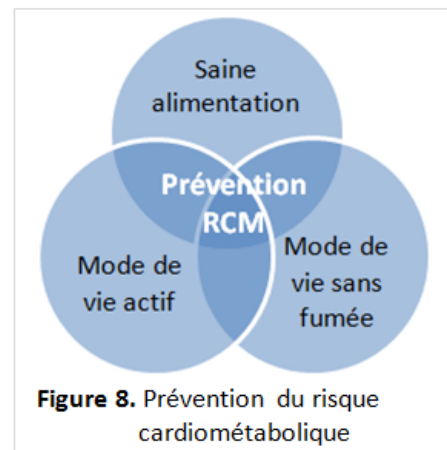 Saine
alimentation
Prévention
RCM
Mode de
vie actif
Mode de
vie sans
fumée
Figure 8. Prévention du risque
cardiométabolique